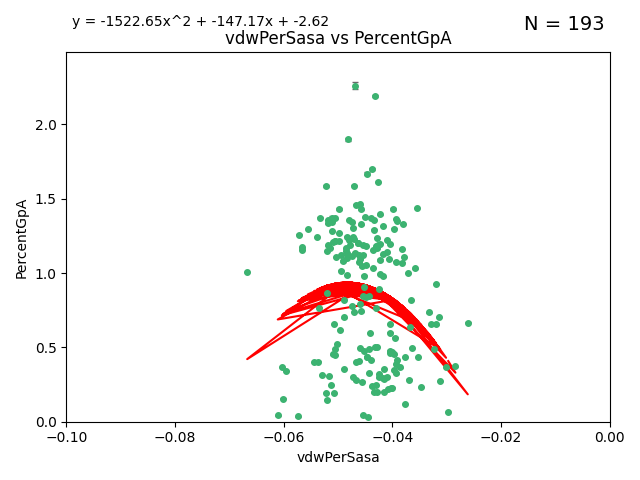 y = -1522.65x^2 + -147.17x + -2.62
N = 193
vdwPerSasa vs PercentGpA
PercentGpA
2.0
1.5
1.0
0.5
0.0
−0.10
−0.08
−0.06
−0.04
−0.02
0.00
vdwPerSasa